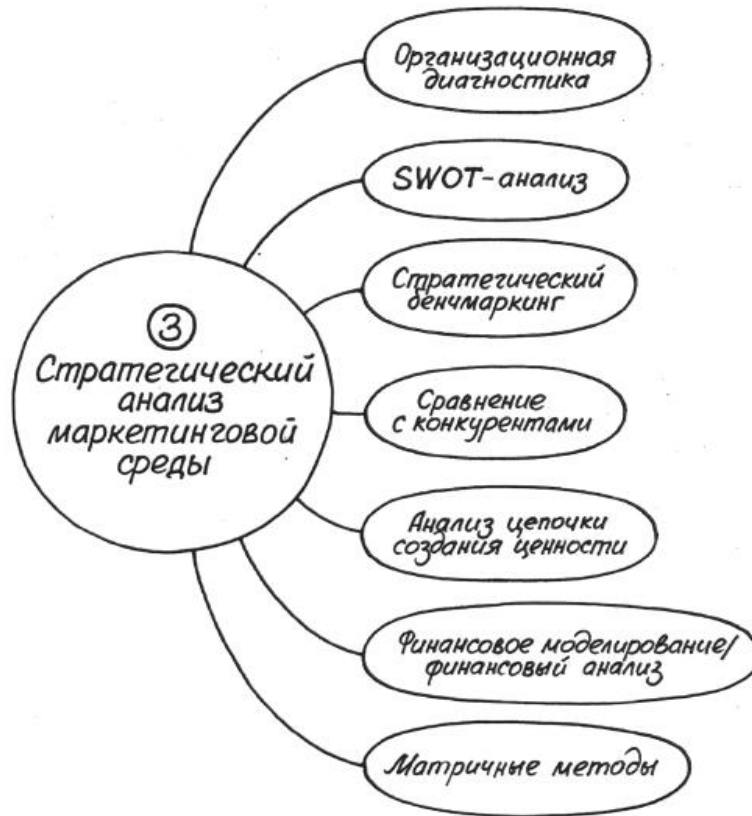 Организационная
диагностика
SWOT-анализ
Стратегический
бенчмаркинг
3
Стратегический
анализ
маркетинговой
среды
Сравнение
с конкурентами
Анализ цепочки
создания ценности
Финансовое моделирование/
финансовый анализ
Матричные методы